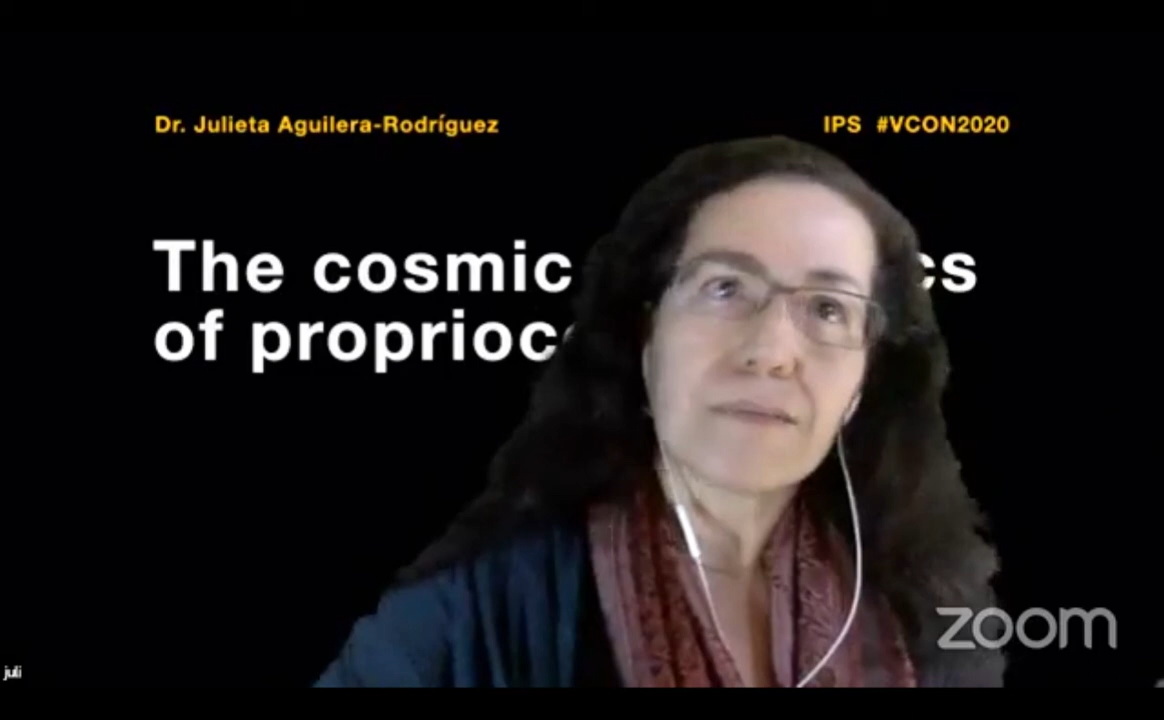 Dr. Julieta Aguilera-Rodríguez
IPS #VCON2020
The cosmic
of
zoom
juli